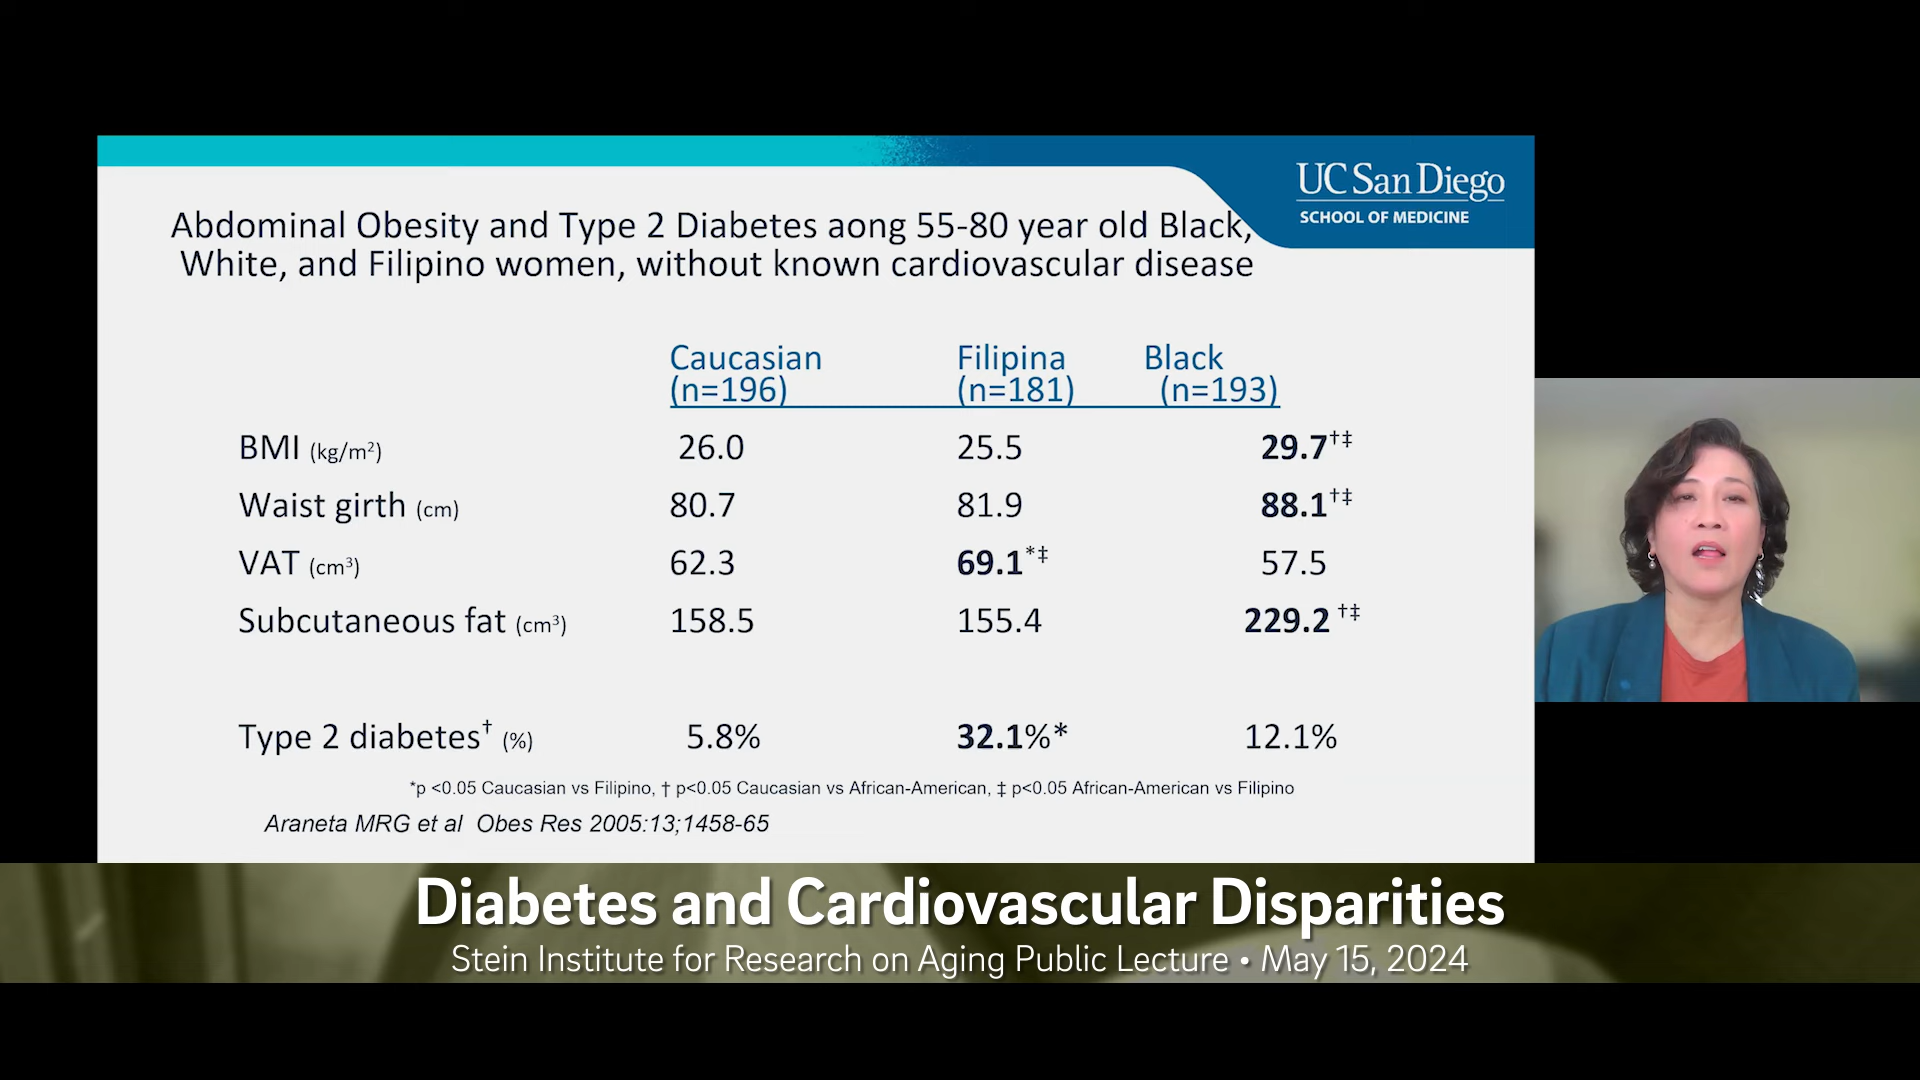 UC San Diego
SCHOOL OF MEDICINE
Abdominal Obesity and Type 2 Diabetes aong 55-80 year old Black,
White, and Filipino women, without known cardiovascular disease
Caucasian Filipina Black
(n=196) (n=181) (n=193)
BMI (kg/m²) 26.0 25.5 29.7†‡
Waist girth (cm) 80.7 81.9 88.1†‡
VAT (cm³) 62.3 69.1*‡ 57.5
Subcutaneous fat (cm³) 158.5 155.4 229.2 †‡
Type 2 diabetes† (%) 5.8% 32.1%* 12.1%
*p <0.05 Caucasian vs Filipino, † p<0.05 Caucasian vs African-American, ‡ p<0.05 African-American vs Filipino
Araneta MRG et al Obes Res 2005:13;1458-65
Diabetes and Cardiovascular Disparities
Stein Institute for Research on Aging Public Lecture • May 15, 2024